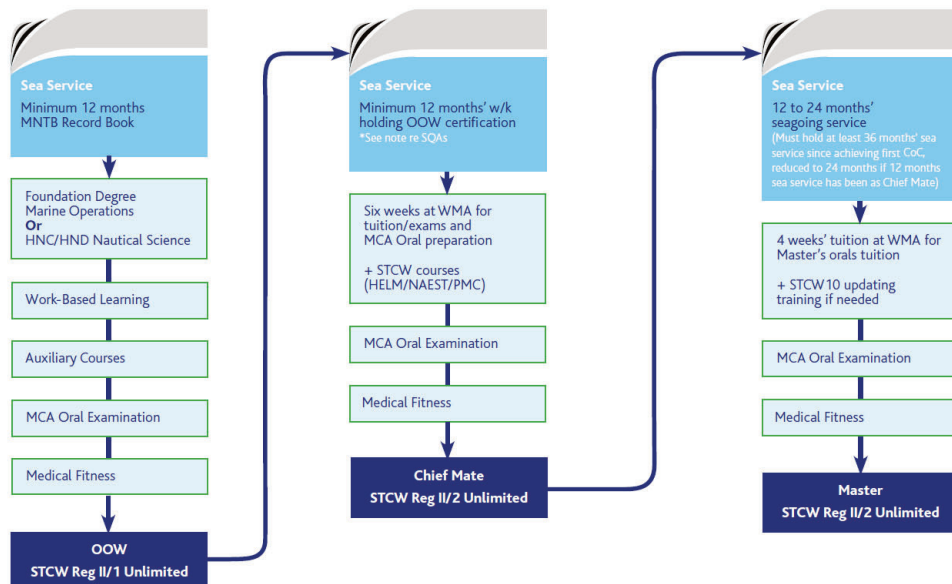 Sea Service
Minimum 12 months
MNTB Record Book
Foundation Degree
Marine Operations
Or
HNC/HND Nautical Science
Work-Based Learning
Auxiliary Courses
MCA Oral Examination
Medical Fitness
OOW
STCW Reg II/1 Unlimited
Sea Service
Minimum 12 months' w/k
holding OOW certification
*See note re SQAs
Six weeks at WMA for
tuition/exams and
MCA Oral preparation
+ STCW courses
(HELM/NAEST/PMC)
MCA Oral Examination
Medical Fitness
Chief Mate
STCW Reg II/2 Unlimited
Sea Service
12 to 24 months'
seagoing service
(Must hold at least 36 months' sea
service since achieving first CoC,
reduced to 24 months if 12 months
sea service has been as Chief Mate)
4 weeks' tuition at WMA for
Master's orals tuition
+ STCW10 updating
training if needed
MCA Oral Examination
Medical Fitness
Master
STCW Reg II/2 Unlimited